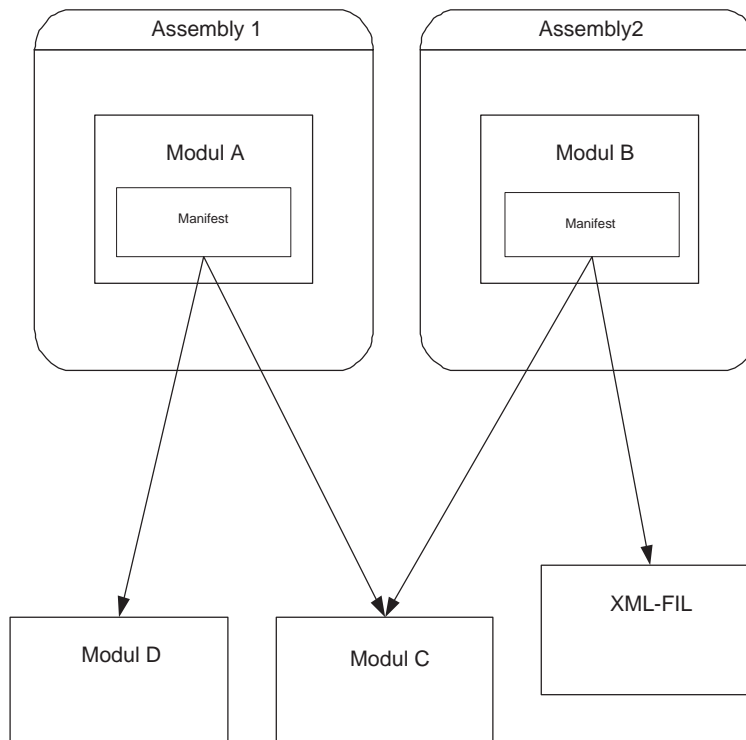 Assembly 1
Assembly2
Modul A
Modul B
Manifest
Manifest
XML-FIL
Modul D
Modul C